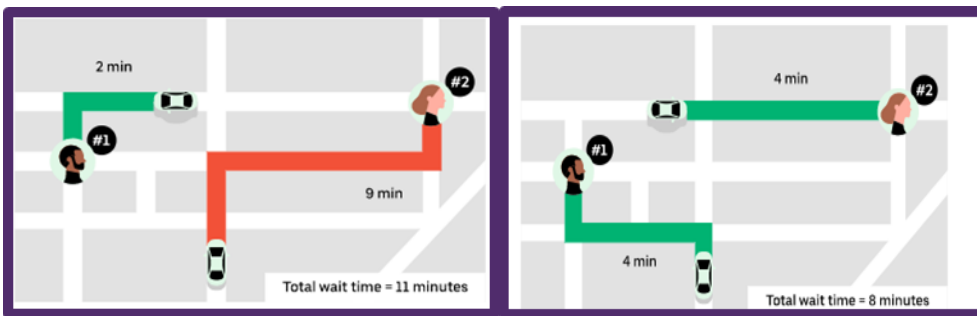 2 min
#2
#1
9 min
Total wait time = 11 minutes
4 min
#2
#1
4 min
Total wait time = 8 minutes